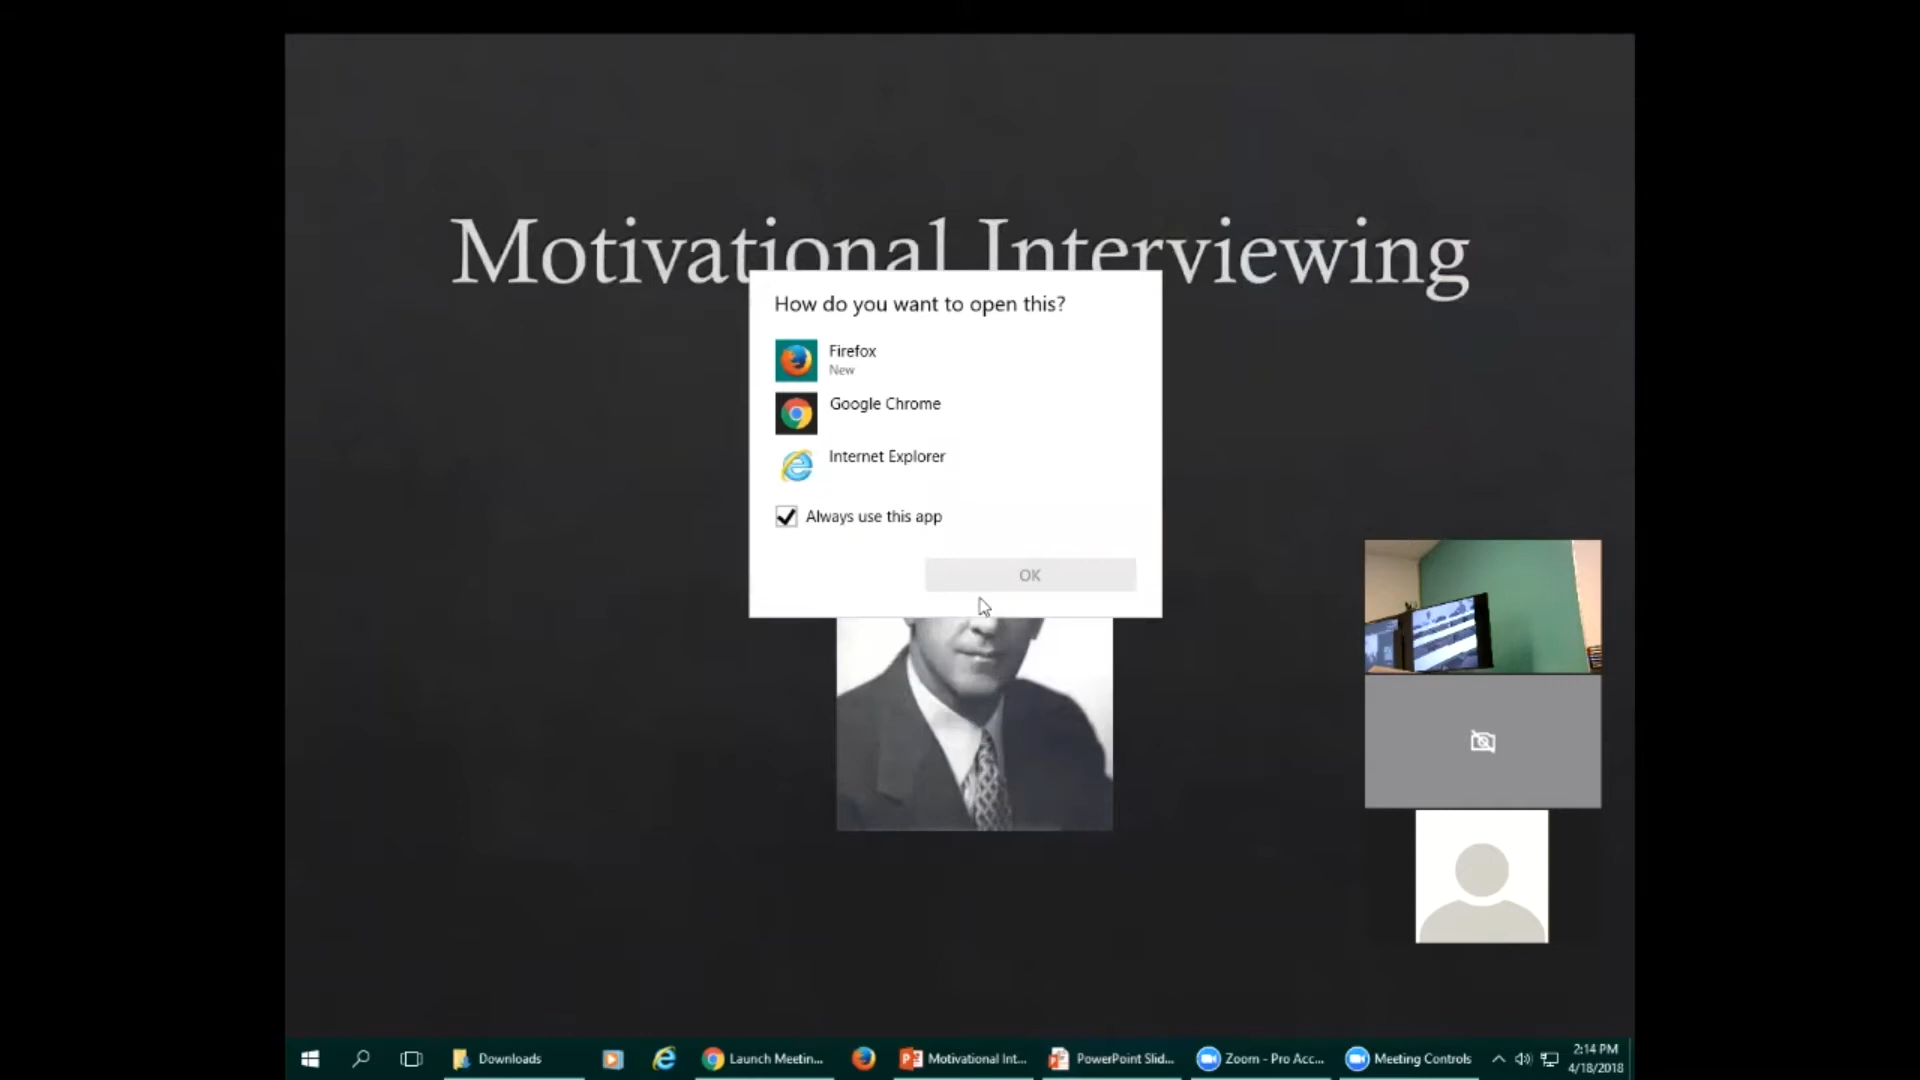 Motivational Interviewing
How do you want to open this?
Firefox
New
Google Chrome
Internet Explorer
Always use this app
OK
Downloads
Launch Meetin...
Motivational Int...
PowerPoint Slid...
Zoom - Pro Acc...
Meeting Controls
2:14 PM
4/18/2018